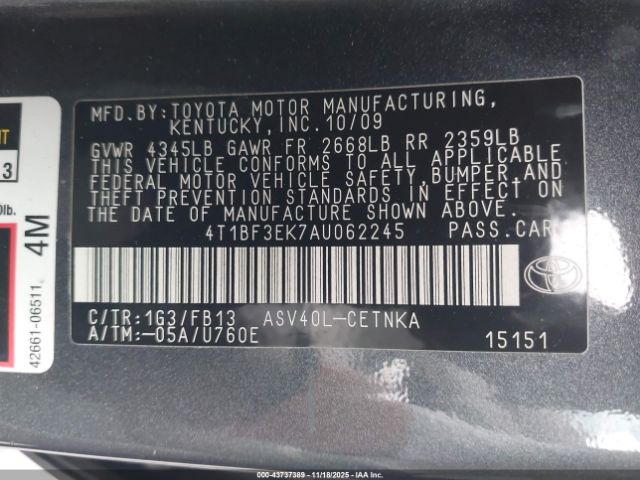 MFD.BY:TOYOTA MOTOR MANUFACTURING,
KENTUCKY,INC.10/09
GVWR 4345LB GAWR FR 2668LB RR 2359LB
THIS VEHICLE CONFORMS TO ALL APPLICABLE
FEDERAL MOTOR VEHICLE SAFETY,BUMPER,AND
THEFT PREVENTION STANDARDS IN EFFECT ON
THE DATE OF MANUFACTURE SHOWN ABOVE.
4T1BF3EK7AU062245 PASS.CAR
C/TR:1G3/FB13 ASV40L-CETNKA
A/TM:-05A/U760E
15151
4M
42661-06511
© 43737389 - 11/18/2025 - IAA Inc.